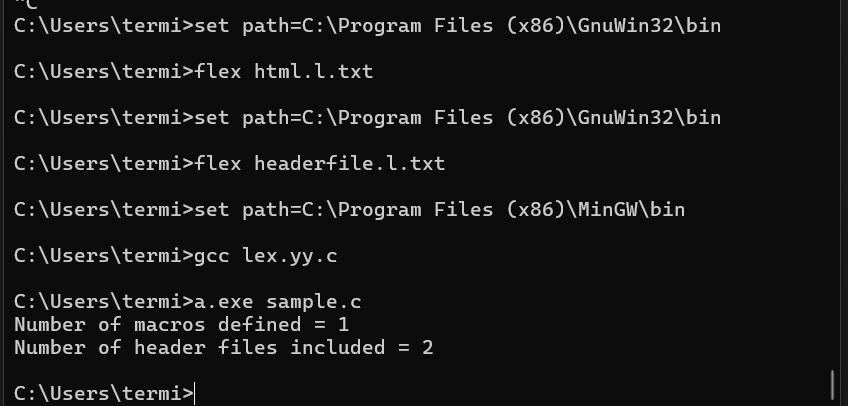 ^C
C:\Users\termi>set path=C:\Program Files (x86)\GnuWin32\bin
C:\Users\termi>flex html.l.txt
C:\Users\termi>set path=C:\Program Files (x86)\GnuWin32\bin
C:\Users\termi>flex headerfile.l.txt
C:\Users\termi>set path=C:\Program Files (x86)\MinGW\bin
C:\Users\termi>gcc lex.yy.c
C:\Users\termi>a.exe sample.c
Number of macros defined = 1
Number of header files included = 2
C:\Users\termi>